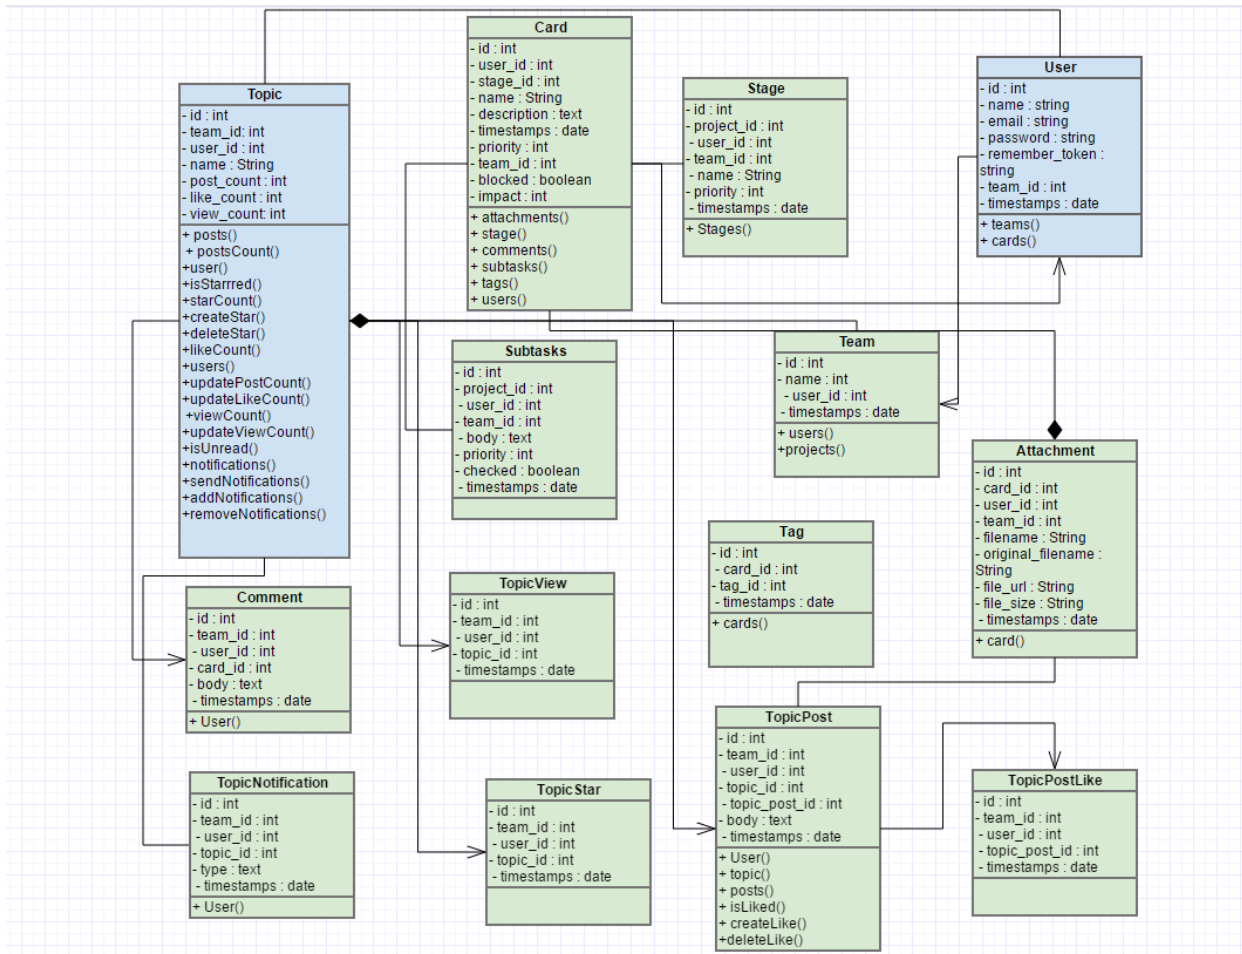 Card
- id : int
- user_id : int
- stage_id : int
- name : String
- description : text
- timestamps : date
- priority : int
- team_id : int
- blocked : boolean
- impact : int
+ attachments()
+ stage()
+ comments()
+ subtasks()
+ tags()
+ users()
User
- id : int
- name : string
- email : string
- password : string
- remember_token :
string
- team_id : int
- timestamps : date
+ teams()
+ cards()
Topic
- id : int
- team_id: int
- user_id : int
- name : String
- post_count : int
- like_count : int
- view_count: int
+ posts()
+ postsCount()
+user()
+isStarrred()
+starCount()
+createStar()
+deleteStar()
+likeCount()
+users()
+updatePostCount()
+updateLikeCount()
+viewCount()
+updateViewCount()
+isUnread()
+notifications()
+sendNotifications()
+addNotifications()
+removeNotifications()
Stage
- id : int
- project_id : int
- user_id : int
- team_id : int
- name : String
- priority : int
- timestamps : date
+ Stages()
Subtasks
- id : int
- project_id : int
- user_id : int
- team_id : int
- body : text
- priority : int
- checked : boolean
- timestamps : date
Team
- id : int
- name : int
- user_id : int
- timestamps : date
+ users()
+projects()
Attachment
- id : int
- card_id : int
- user_id : int
- team_id : int
- filename : String
- original_filename :
String
- file_url : String
- file_size : String
- timestamps : date
+ card()
Tag
- id : int
- card_id : int
- tag_id : int
- timestamps : date
+ cards()
Comment
- id : int
- team_id : int
- user_id : int
- card_id : int
- body : text
- timestamps : date
+ User()
TopicView
- id : int
- team_id : int
- user_id : int
- topic_id : int
- timestamps : date
TopicNotification
- id : int
- team_id : int
- user_id : int
- topic_id : int
- type : text
- timestamps : date
+ User()
TopicStar
- id : int
- team_id : int
- user_id : int
- topic_id : int
- timestamps : date
TopicPost
- id : int
- team_id : int
- user_id : int
- topic_id : int
- topic_post_id : int
- body : text
- timestamps : date
+ User()
+ topic()
+ posts()
+ isLiked()
+ createLike()
+deleteLike()
TopicPostLike
- id : int
- team_id : int
- user_id : int
- topic_post_id : int
- timestamps : date